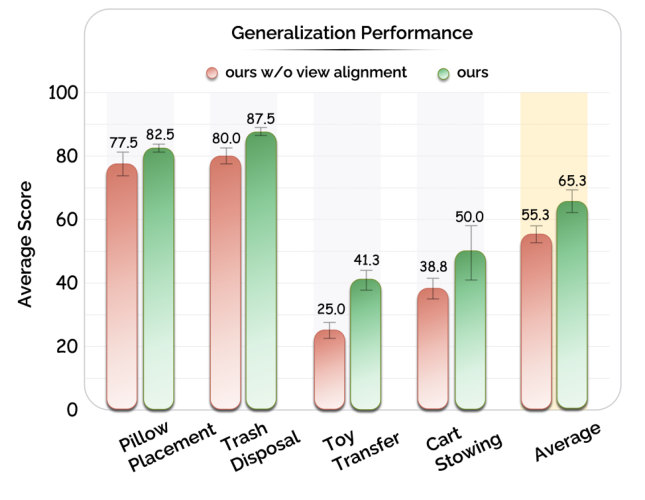 Generalization Performance
ours w/o view alignment ours
100
80
60
40
20
0
Average Score
77.5 82.5
80.0 87.5
25.0 41.3
38.8 50.0
55.3 65.3
Pillow
Placement
Trash
Disposal
Toy
Transfer
Cart
Stowing
Average